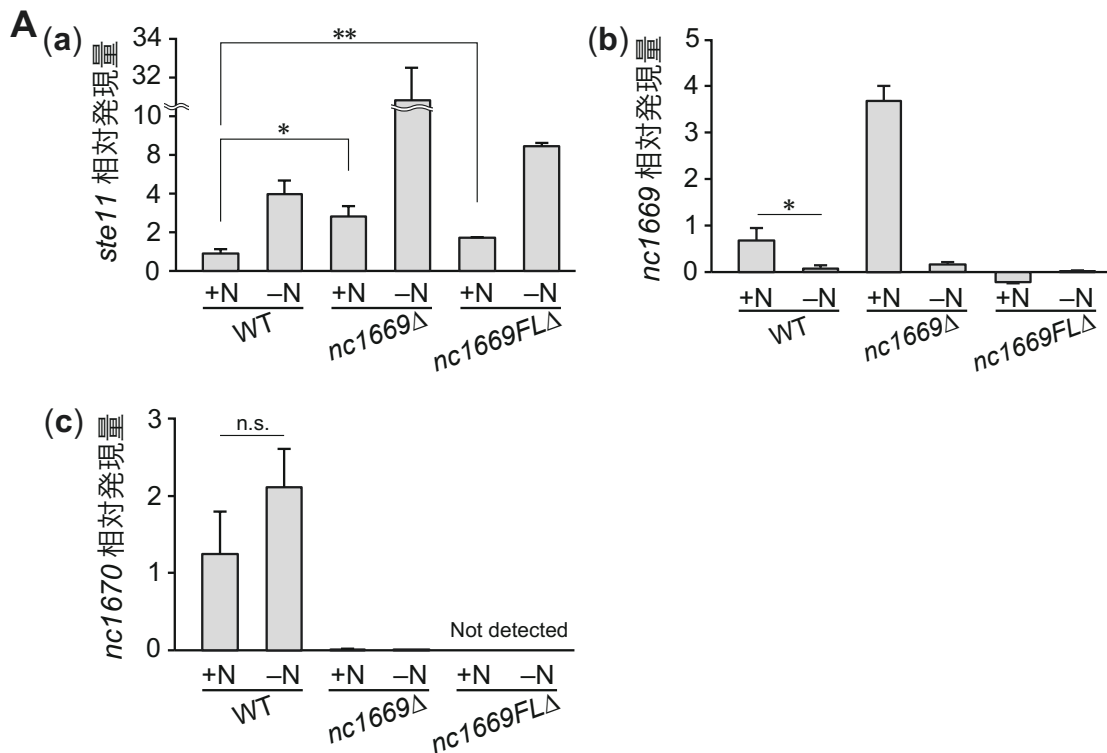 A
(a)
ste11 相対発現量
34
32
10
8
4
2
0
**
*
+N –N +N –N +N –N
WT nc1669Δ nc1669FLΔ
(b)
nc1669 相対発現量
5
4
3
2
1
0
*
+N –N +N –N +N –N
WT nc1669Δ nc1669FLΔ
(c)
nc1670 相対発現量
3
2
1
0
n.s.
Not detected
+N –N +N –N +N –N
WT nc1669Δ nc1669FLΔ